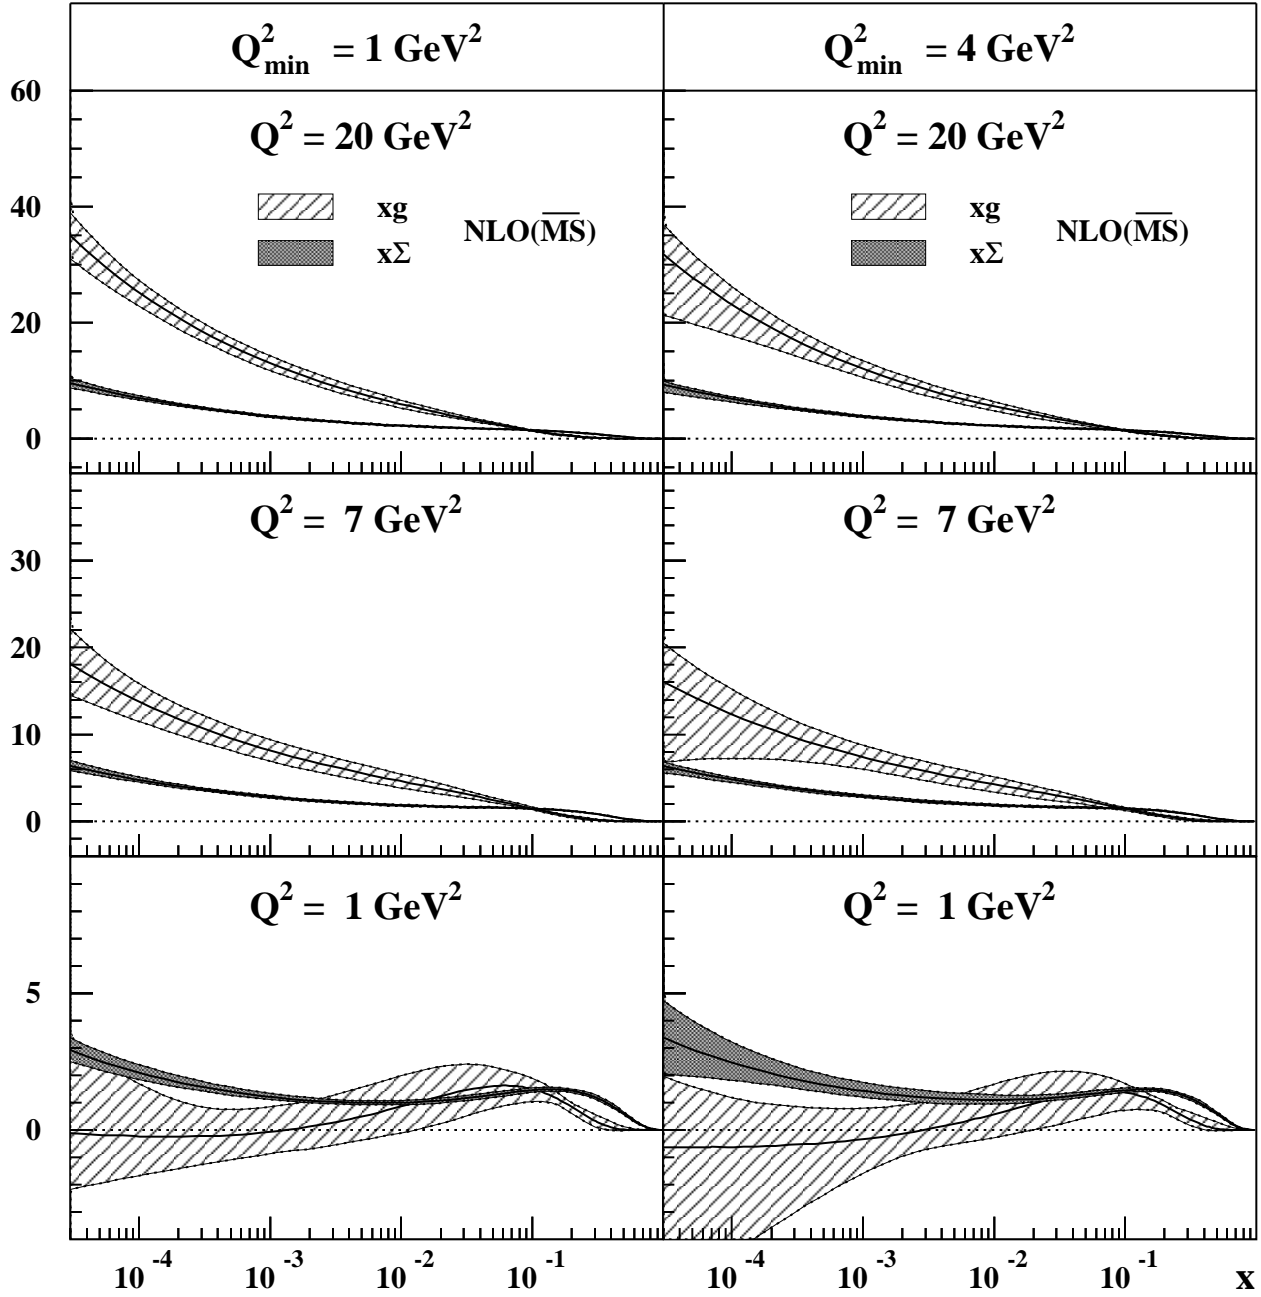 Q²min = 1 GeV² Q²min = 4 GeV²
60
Q² = 20 GeV² Q² = 20 GeV²
40
xg xg
NLO(M̅S̅) NLO(M̅S̅)
xΣ xΣ
20
0
Q² = 7 GeV² Q² = 7 GeV²
30
20
10
0
Q² = 1 GeV² Q² = 1 GeV²
5
0
10⁻⁴ 10⁻³ 10⁻² 10⁻¹ 10⁻⁴ 10⁻³ 10⁻² 10⁻¹ x